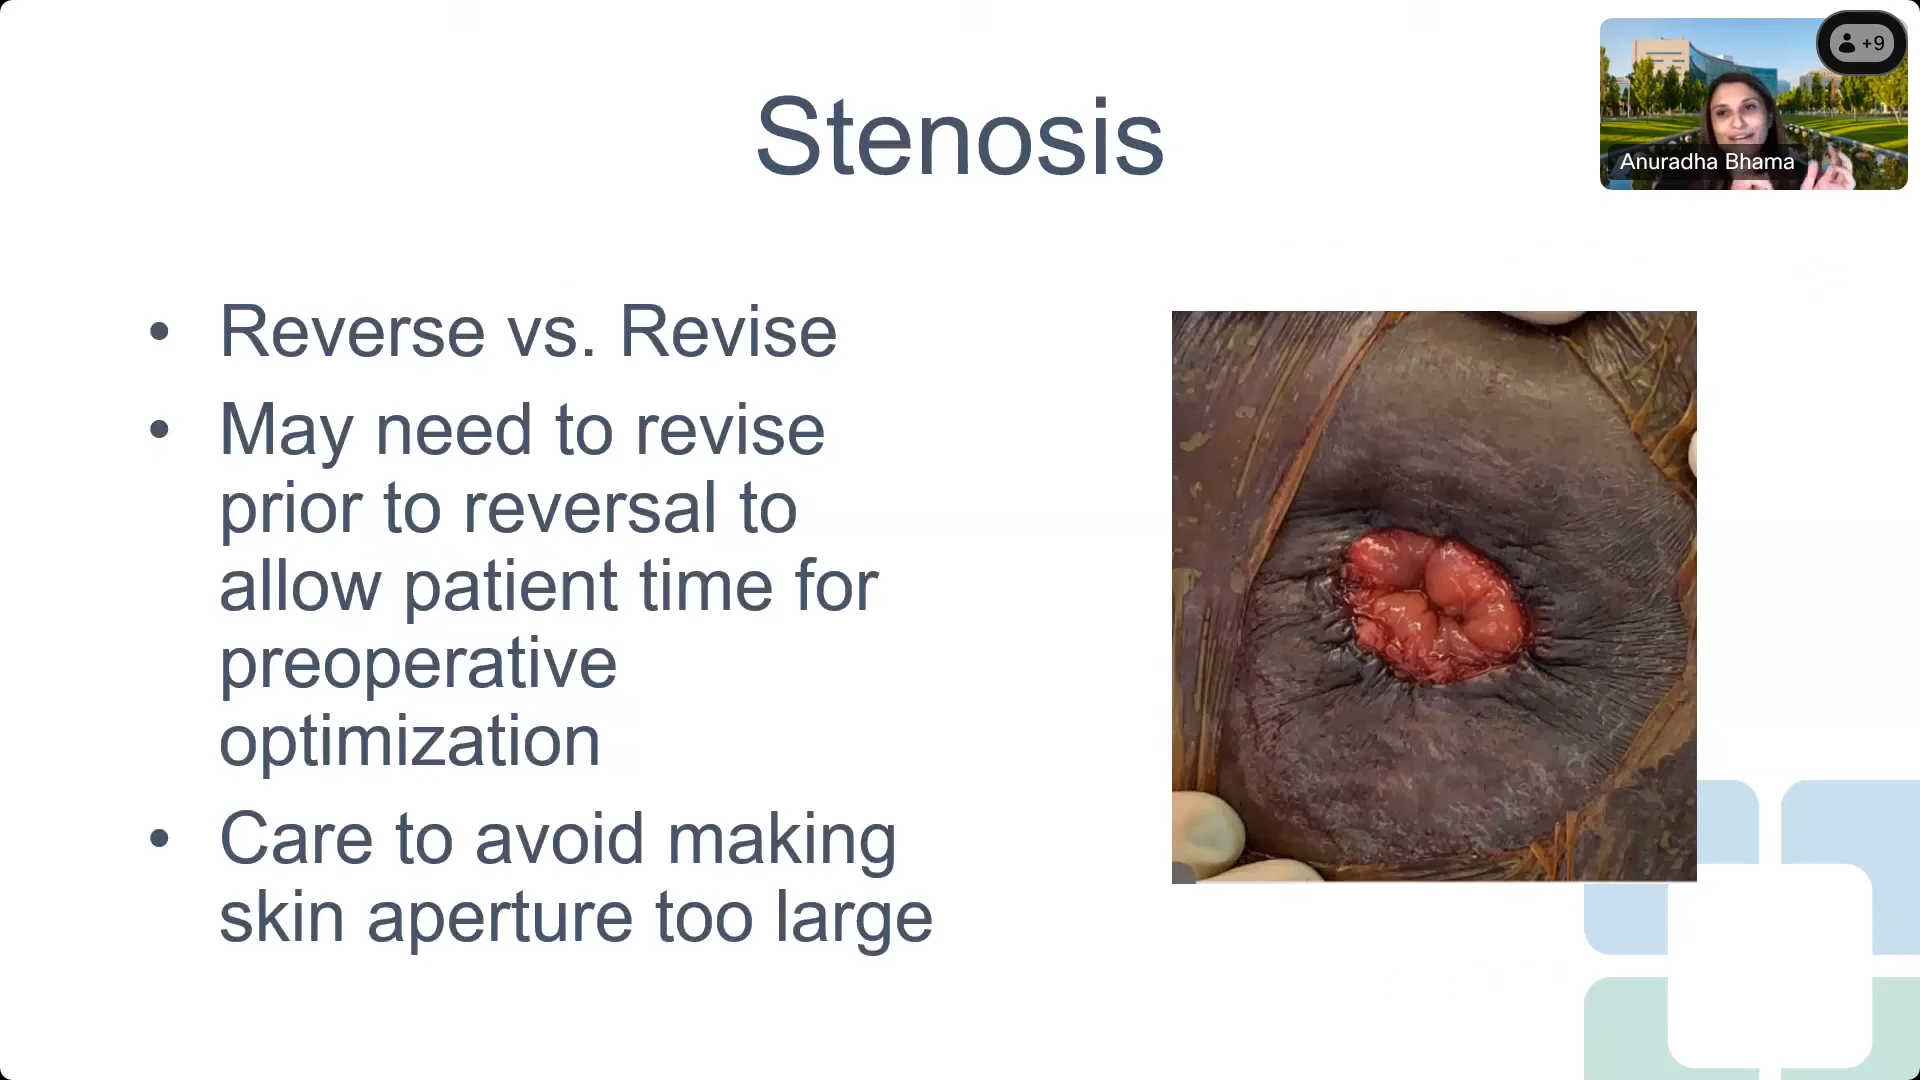 +9
Anuradha Bhama
Stenosis
• Reverse vs. Revise
• May need to revise
prior to reversal to
allow patient time for
preoperative
optimization
• Care to avoid making
skin aperture too large